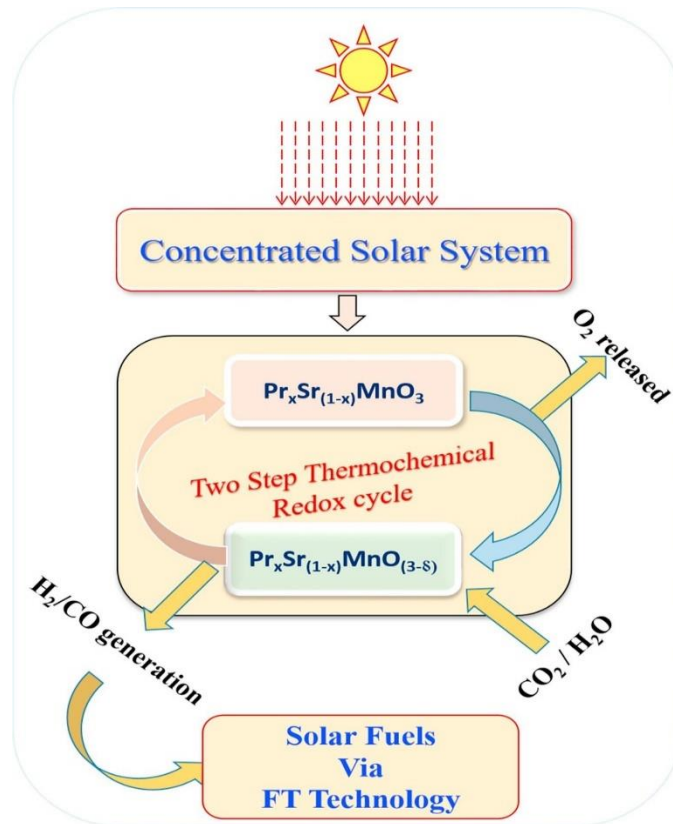 Concentrated Solar System
O₂ released
PrₓSr₍₁₋ₓ₎MnO₃
Two Step Thermochemical
Redox cycle
PrₓSr₍₁₋ₓ₎MnO₍₃₋δ₎
H₂/CO generation
CO₂ / H₂O
Solar Fuels
Via
FT Technology